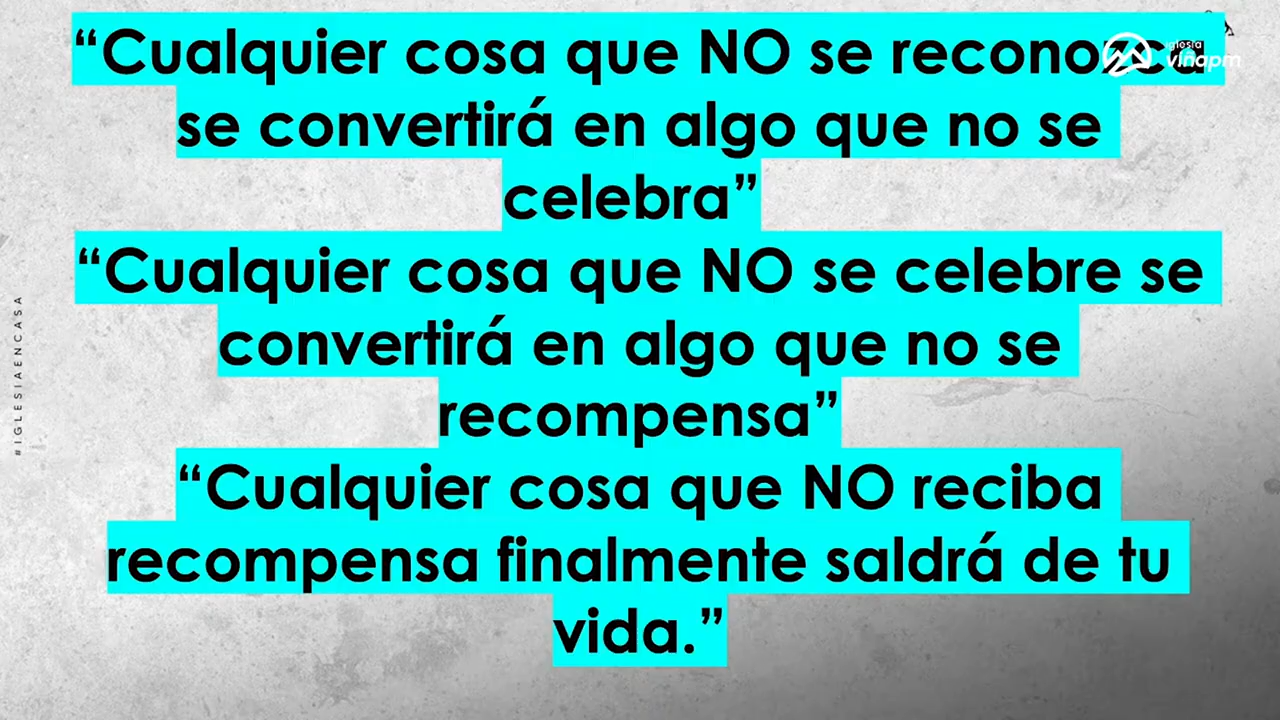 “Cualquier cosa que NO se reconozca
se convertirá en algo que no se
celebra”
“Cualquier cosa que NO se celebre se
convertirá en algo que no se
recompensa”
“Cualquier cosa que NO reciba
recompensa finalmente saldrá de tu
vida.”
iglesia
viñapm
#IGLESIAENCASA